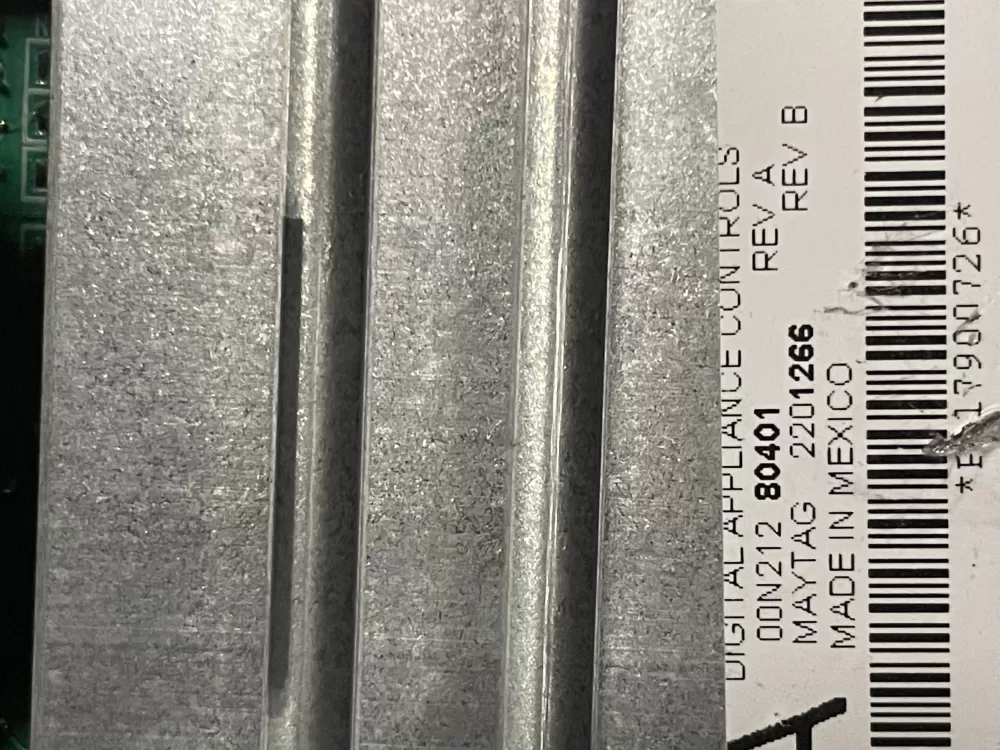 DIGITAL APPLIANCE CONTROLS
00N212 80401 REV A
MAYTAG 2201266 REV B
MADE IN MEXICO